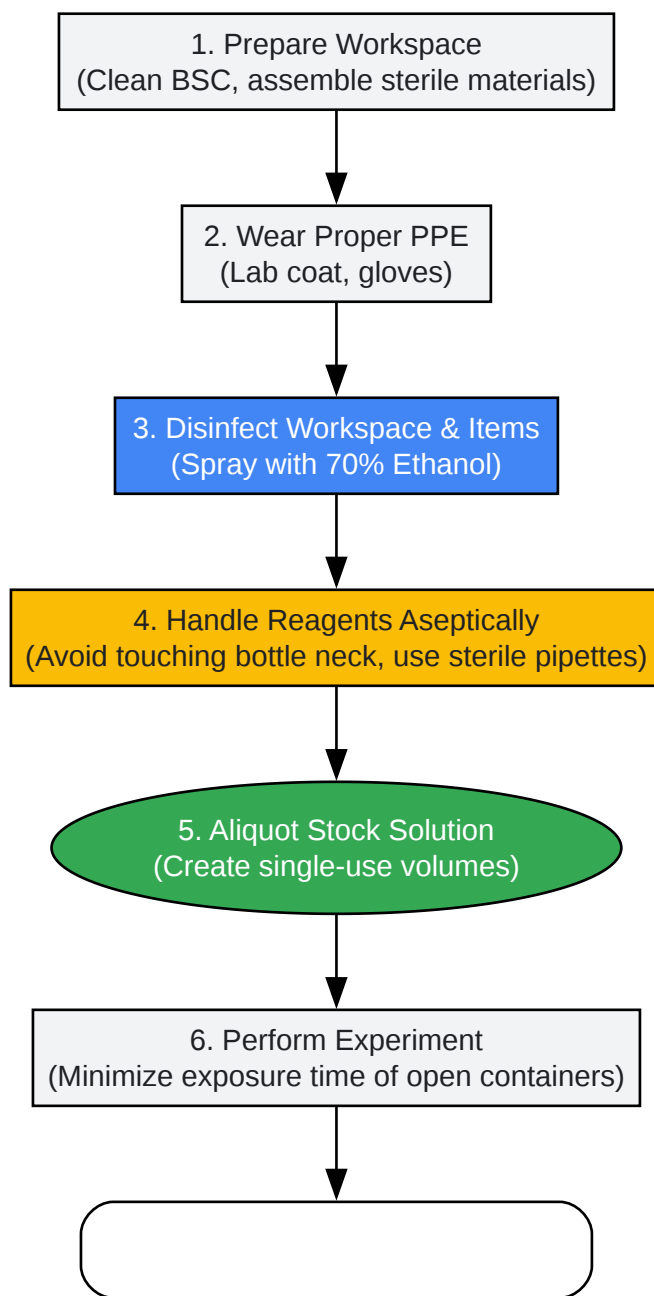 1. Prepare Workspace
(Clean BSC, assemble sterile materials)
2. Wear Proper PPE
(Lab coat, gloves)
3. Disinfect Workspace & Items
(Spray with 70% Ethanol)
4. Handle Reagents Aseptically
(Avoid touching bottle neck, use sterile pipettes)
5. Aliquot Stock Solution
(Create single-use volumes)
6. Perform Experiment
(Minimize exposure time of open containers)